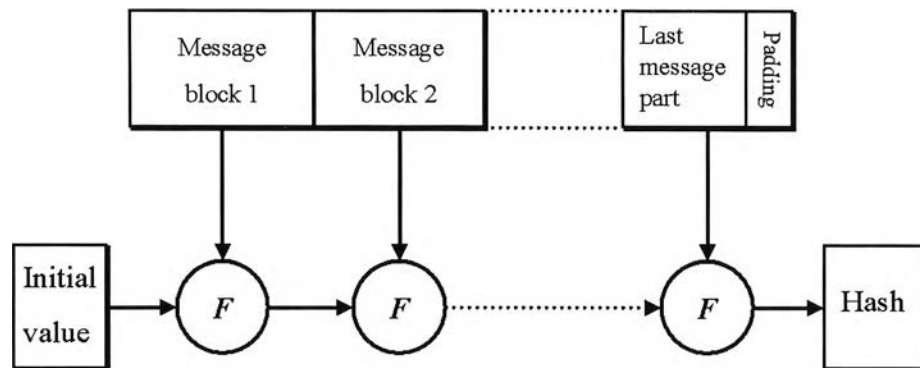 Message
block 1
Message
block 2
Last
message
part
Padding
Initial
value
F
F
F
Hash